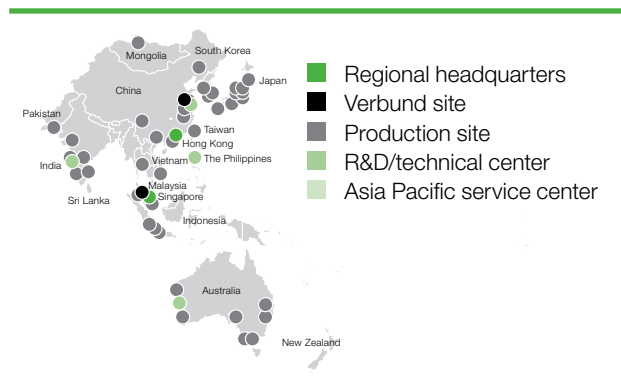 Mongolia
South Korea
China
Japan
Pakistan
Taiwan
Hong Kong
India
Vietnam
The Philippines
Malaysia
Singapore
Sri Lanka
Indonesia
Australia
New Zealand
Regional headquarters
Verbund site
Production site
R&D/technical center
Asia Pacific service center